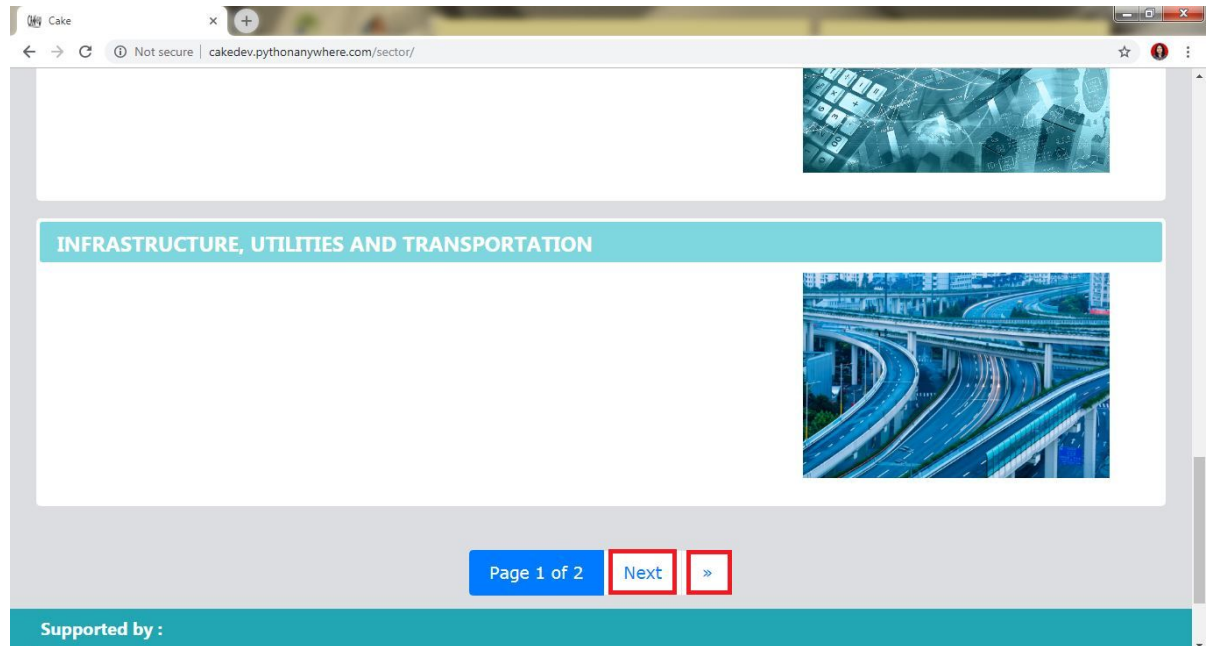 Cake
Not secure | cakedev.pythonanywhere.com/sector/
INFRASTRUCTURE, UTILITIES AND TRANSPORTATION
Page 1 of 2 Next »
Supported by :